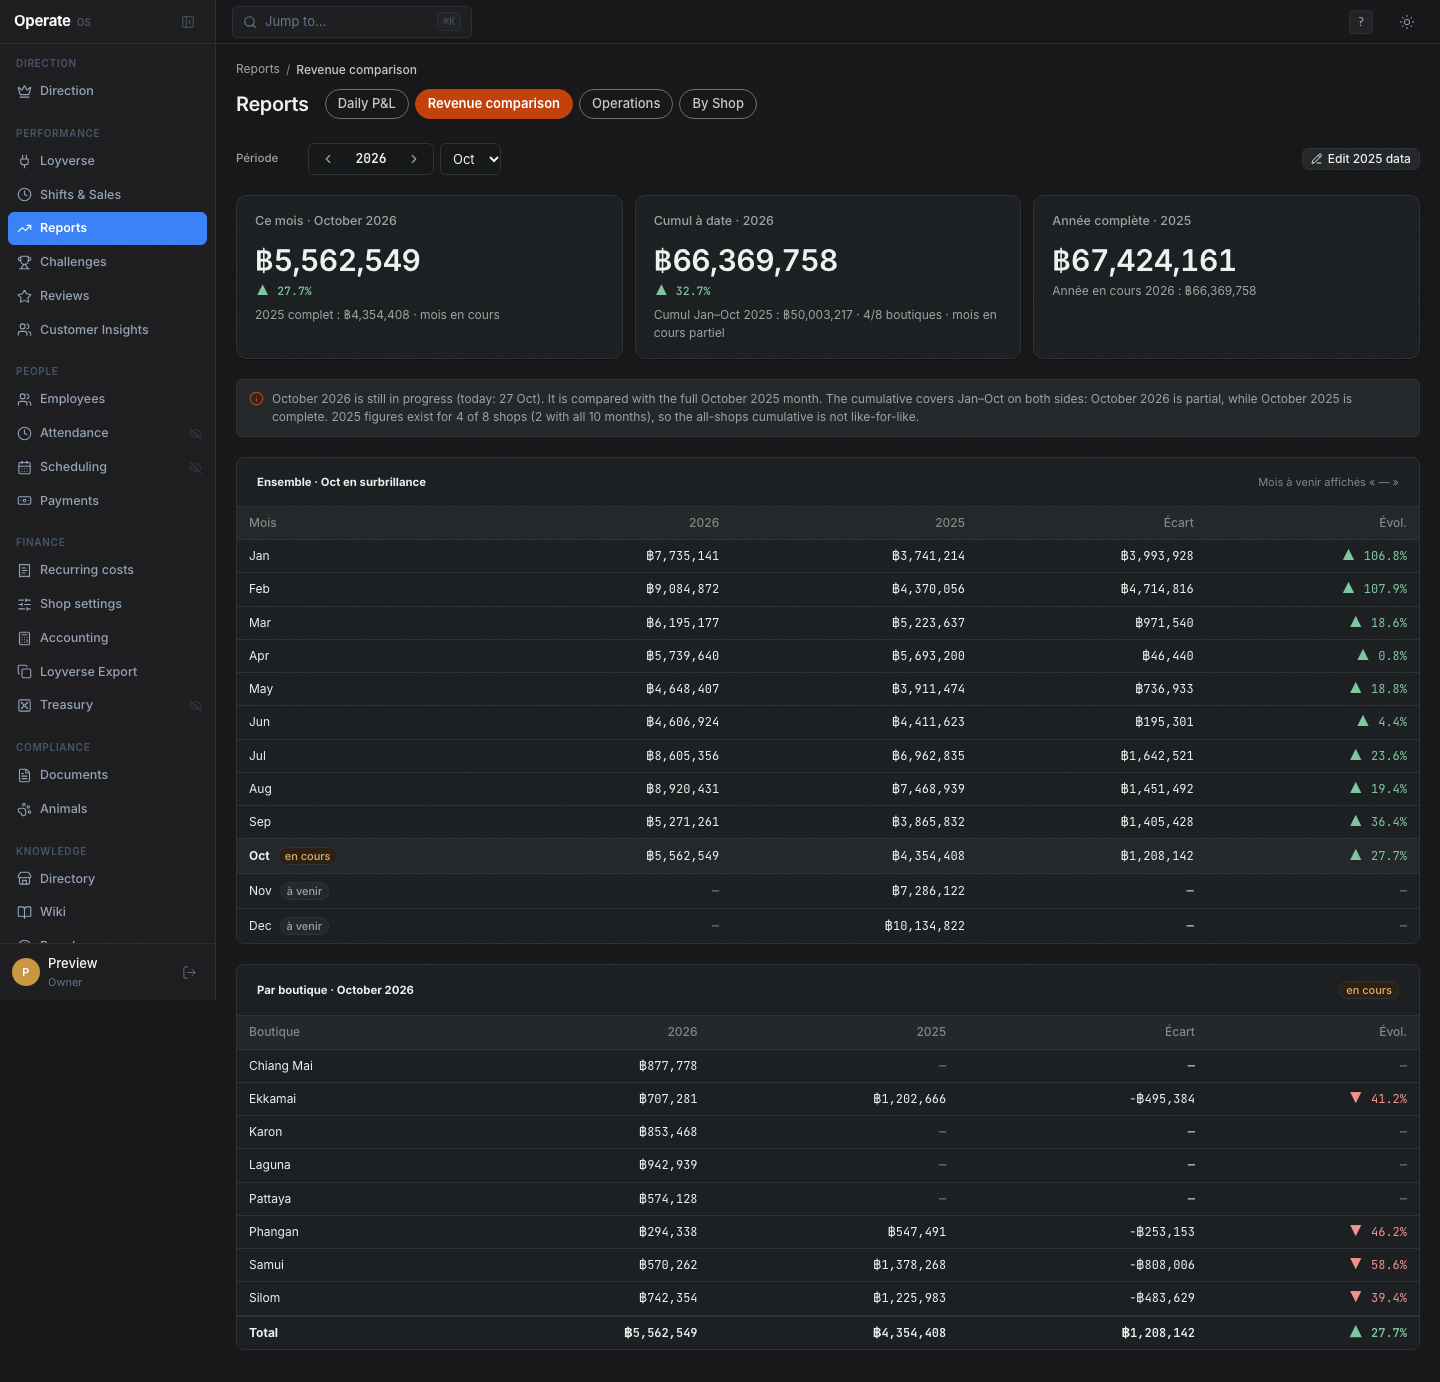 Operate OS
Jump to...
⌘K
?
DIRECTION
Direction
PERFORMANCE
Loyverse
Shifts & Sales
Reports
Challenges
Reviews
Customer Insights
PEOPLE
Employees
Attendance
Scheduling
Payments
FINANCE
Recurring costs
Shop settings
Accounting
Loyverse Export
Treasury
COMPLIANCE
Documents
Animals
KNOWLEDGE
Directory
Wiki
P
Preview
Owner
Reports / Revenue comparison
Reports
Daily P&L
Revenue comparison
Operations
By Shop
Période
2026
Oct
Edit 2025 data
Ce mois · October 2026
฿5,562,549
▲ 27.7%
2025 complet : ฿4,354,408 · mois en cours
Cumul à date · 2026
฿66,369,758
▲ 32.7%
Cumul Jan–Oct 2025 : ฿50,003,217 · 4/8 boutiques · mois en
cours partiel
Année complète · 2025
฿67,424,161
Année en cours 2026 : ฿66,369,758
October 2026 is still in progress (today: 27 Oct). It is compared with the full October 2025 month. The cumulative covers Jan–Oct on both sides: October 2026 is partial, while October 2025 is
complete. 2025 figures exist for 4 of 8 shops (2 with all 10 months), so the all-shops cumulative is not like-for-like.
Ensemble · Oct en surbrillance
Mois à venir affichés « — »
Mois 2026 2025 Écart Évol.
Jan ฿7,735,141 ฿3,741,214 ฿3,993,928 ▲ 106.8%
Feb ฿9,084,872 ฿4,370,056 ฿4,714,816 ▲ 107.9%
Mar ฿6,195,177 ฿5,223,637 ฿971,540 ▲ 18.6%
Apr ฿5,739,640 ฿5,693,200 ฿46,440 ▲ 0.8%
May ฿4,648,407 ฿3,911,474 ฿736,933 ▲ 18.8%
Jun ฿4,606,924 ฿4,411,623 ฿195,301 ▲ 4.4%
Jul ฿8,605,356 ฿6,962,835 ฿1,642,521 ▲ 23.6%
Aug ฿8,920,431 ฿7,468,939 ฿1,451,492 ▲ 19.4%
Sep ฿5,271,261 ฿3,865,832 ฿1,405,428 ▲ 36.4%
Oct en cours ฿5,562,549 ฿4,354,408 ฿1,208,142 ▲ 27.7%
Nov à venir — ฿7,286,122 — —
Dec à venir — ฿10,134,822 — —
Par boutique · October 2026
en cours
Boutique 2026 2025 Écart Évol.
Chiang Mai ฿877,778 — — —
Ekkamai ฿707,281 ฿1,202,666 -฿495,384 ▼ 41.2%
Karon ฿853,468 — — —
Laguna ฿942,939 — — —
Pattaya ฿574,128 — — —
Phangan ฿294,338 ฿547,491 -฿253,153 ▼ 46.2%
Samui ฿570,262 ฿1,378,268 -฿808,006 ▼ 58.6%
Silom ฿742,354 ฿1,225,983 -฿483,629 ▼ 39.4%
Total ฿5,562,549 ฿4,354,408 ฿1,208,142 ▲ 27.7%